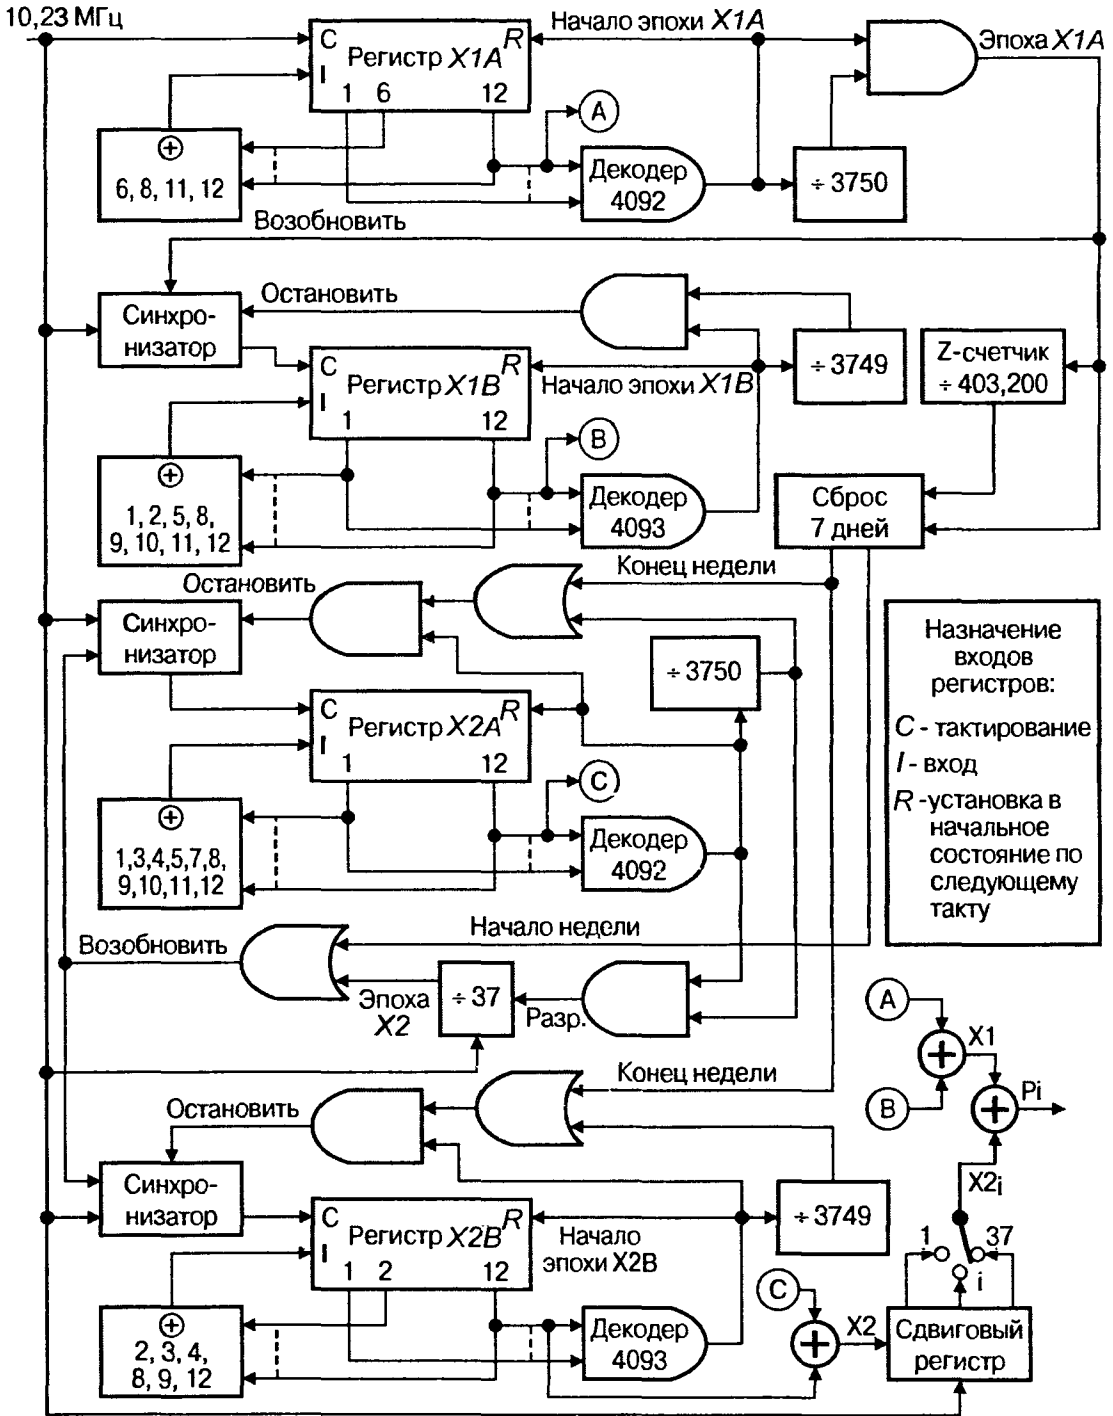 10,23 МГц
C
I
Регистр X1A
R
1 6 12
Начало эпохи X1A
Эпоха X1A
⊕
6, 8, 11, 12
A
Декодер
4092
÷ 3750
Возобновить
Остановить
Синхро-
низатор
C
I
Регистр X1B
R
1 12
Начало эпохи X1B
÷ 3749
Z-счетчик
÷ 403,200
⊕
1, 2, 5, 8,
9, 10, 11, 12
B
Декодер
4093
Сброс
7 дней
Остановить
Конец недели
Синхро-
низатор
÷ 3750
C
I
Регистр X2A
R
1 12
⊕
1,3,4,5,7,8,
9,10,11,12
C
Декодер
4092
Назначение
входов
регистров:
C - тактирование
I - вход
R -установка в
начальное
состояние по
следующему
такту
Возобновить
Начало недели
Эпоха
X2
÷ 37
Разр.
Остановить
Конец недели
Синхро-
низатор
C
I
Регистр X2B
R
1 2 12
Начало
эпохи X2B
÷ 3749
⊕
2, 3, 4,
8, 9, 12
Декодер
4093
C
+
X2
Сдвиговый
регистр
A
B
+
X1
+
Pi
X2i
1
i
37